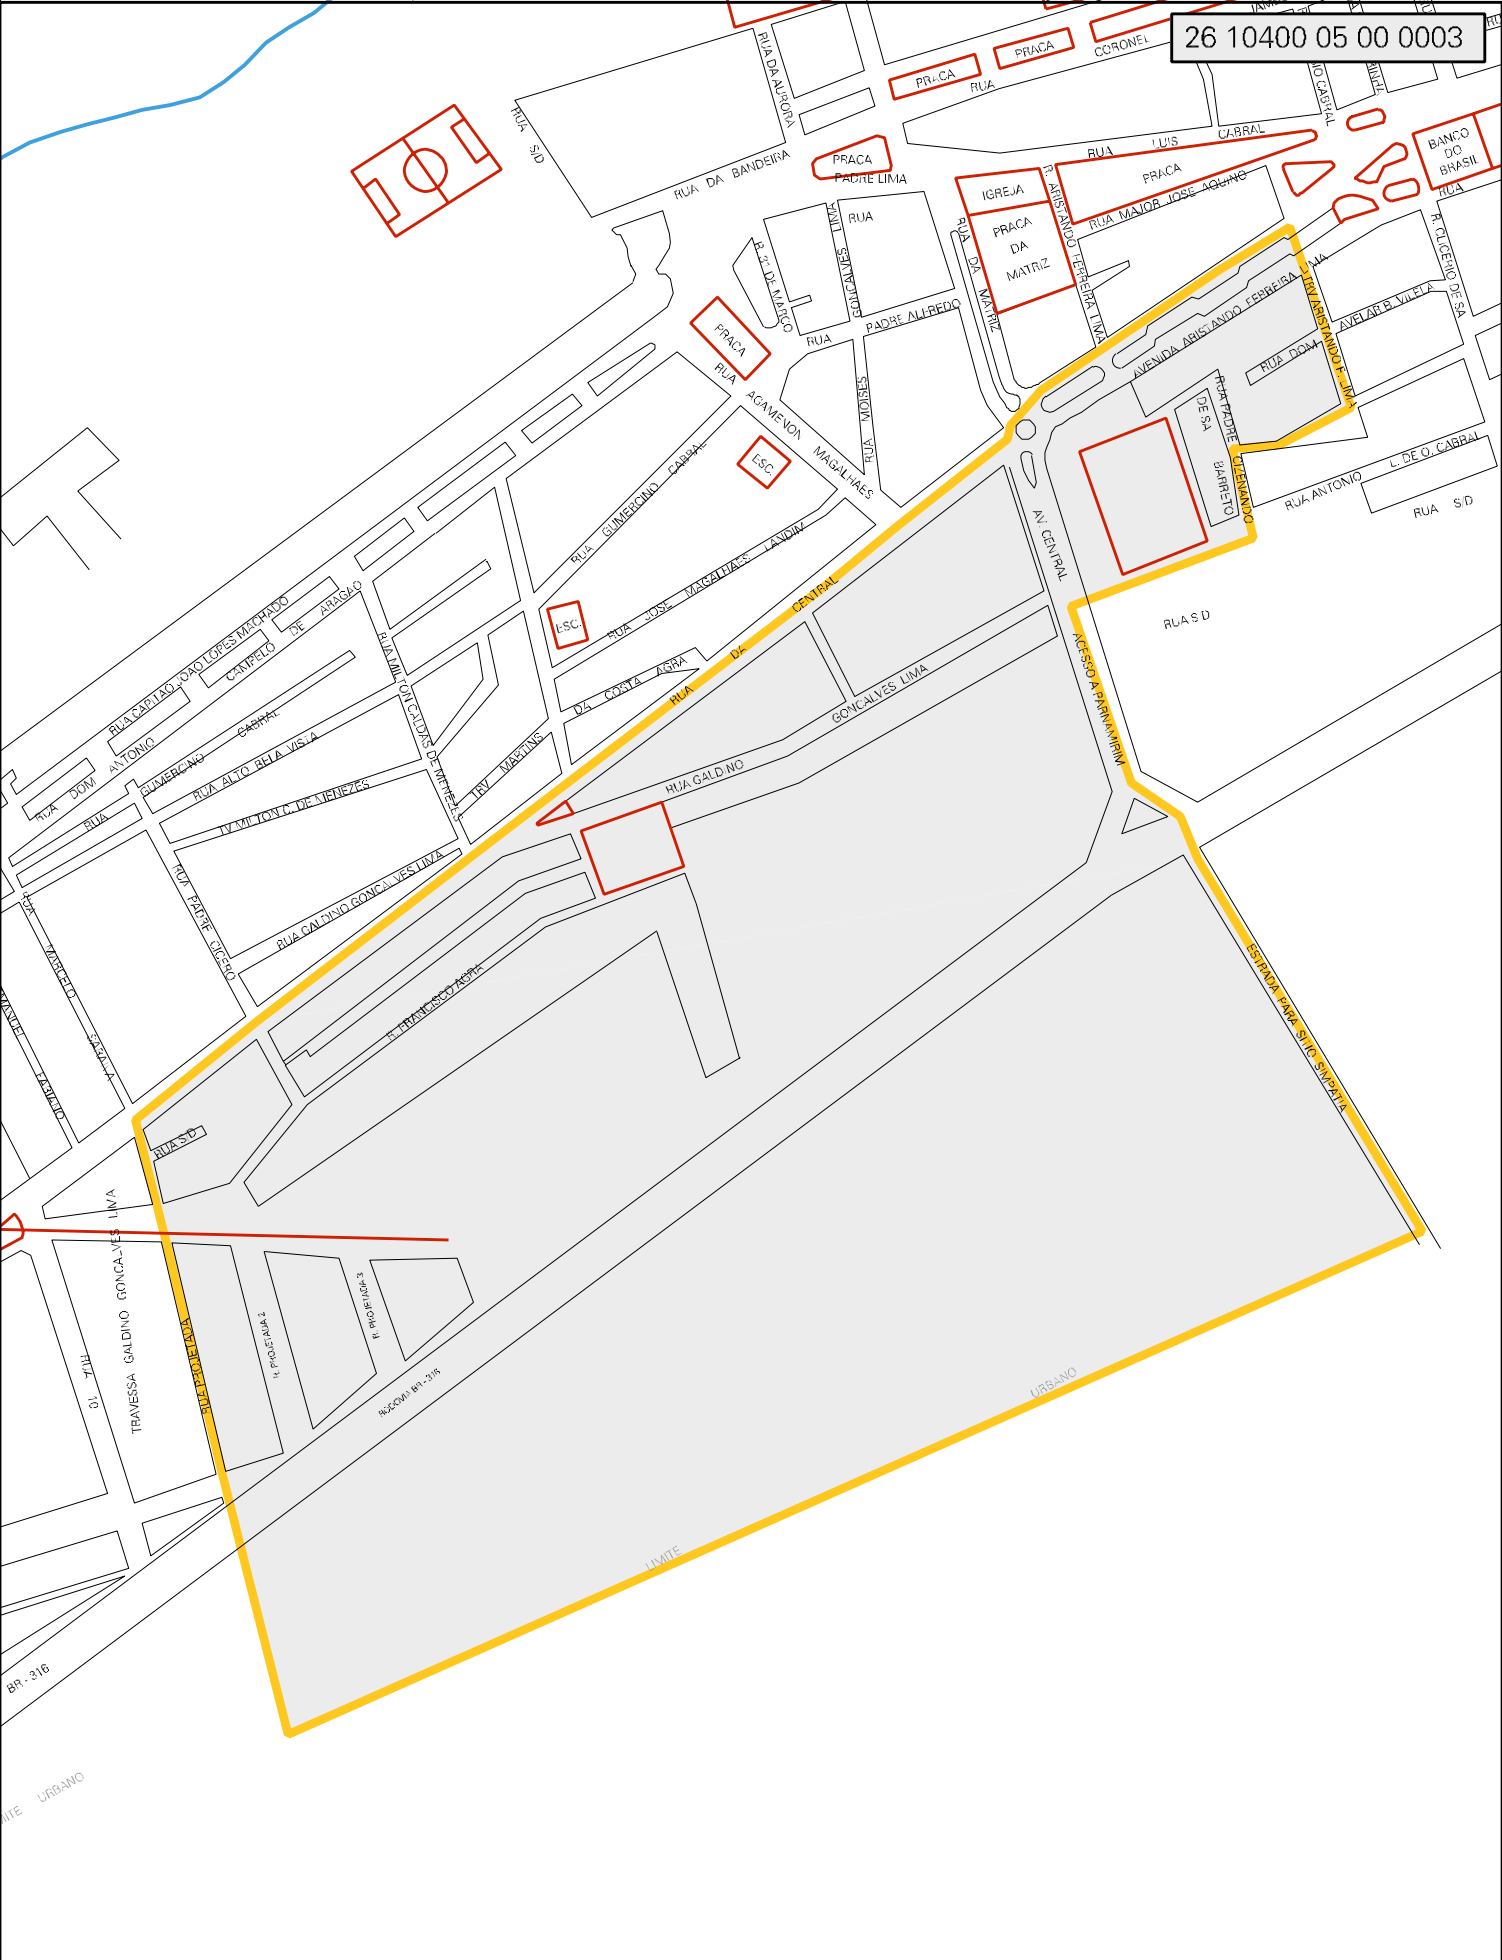 26 10400 05 00 0003
RUA DA AURORA
PRACA
PRACA
CORONEL
RUA
RUA S/D
RUA DA BANDEIRA
PRACA
PADRE LIMA
RUA LUIS CABRAL
PRACA
BANCO
DO
BRASIL
RUA
IGREJA
PRACA
DA
MATRIZ
R. ARISTANDO FERREIRA LIMA
RUA MAJOR JOSE AQUINO
RUA DA MATRIZ
RUA
GONCALVES LIMA
R. 31 DE MARCO
PADRE ALFREDO
RUA
R. CLICERIO DE SA
AVELAR B. VILELA
TRV ARISTANDO F. LIMA
AVENIDA ARISTANDO FERREIRA LIMA
RUA DOM
PRACA
RUA AGAMENON MAGALHAES
RUA MOISES
RUA PADRE CIZENANDO
DE SA BARRETO
L. DE O. CABRAL
RUA ANTONIO
RUA S/D
ESC.
RUA GUMERCINO CABRAL
AV. CENTRAL
RUA JOSE MAGALHAES LANDIM
ESC.
RUA DA CENTRAL
RUA S D
ACESSO A PARNAMIRIM
RUA CAPITAO JOAO LOPES MACHADO
CAMPELO DE ARAGAO
RUA DOM ANTONIO
RUA MILTON CALDAS DE MENEZES
DA COSTA AGRA
RUA GALDINO GONCALVES LIMA
RUA GUMERCINO CABRAL
RUA ALTO BELA VISTA
TV MILTON C. DE MENEZES
TRV MARTINS
RUA GALDINO GONCALVES LIMA
RUA PADRE CICERO
RUA MARCELO
R. FRANCISCO AGRA
ESTRADA PARA SITIO SIMPATIA
RUA S D
TRAVESSA GALDINO GONCALVES LIMA
RUA 10
RUA PROJETADA
R. PROJETADA 2
R. PROJETADA 3
RODOVIA BR - 316
LIMITE URBANO
BR - 316
URBANO